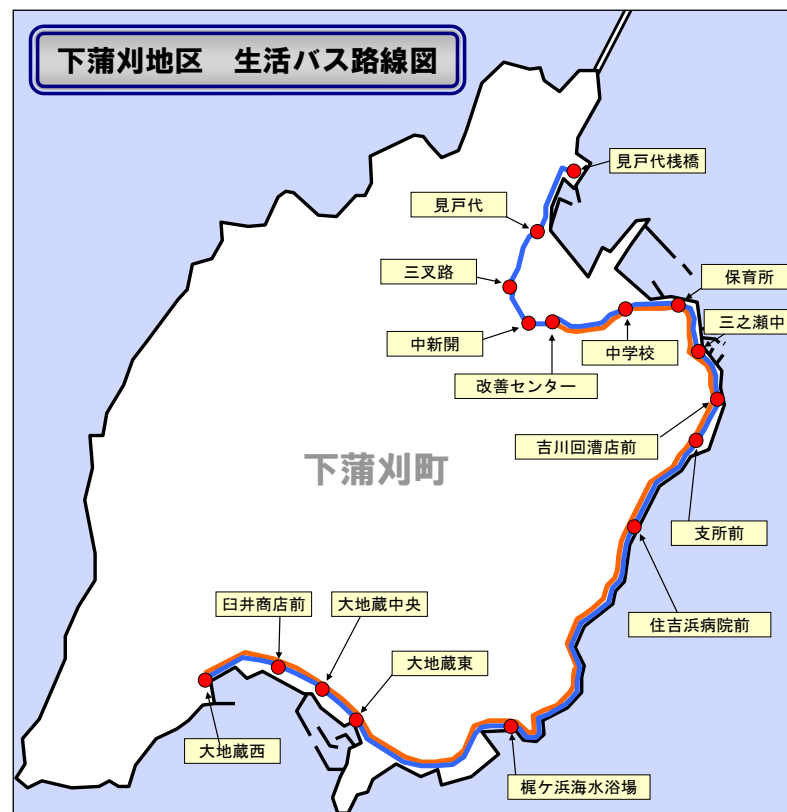 下蒲刈地区　生活バス路線図
見戸代桟橋
見戸代
三叉路
保育所
三之瀬中
中新開
中学校
改善センター
吉川回漕店前
下蒲刈町
支所前
臼井商店前
大地蔵中央
住吉浜病院前
大地蔵東
大地蔵西
梶ケ浜海水浴場